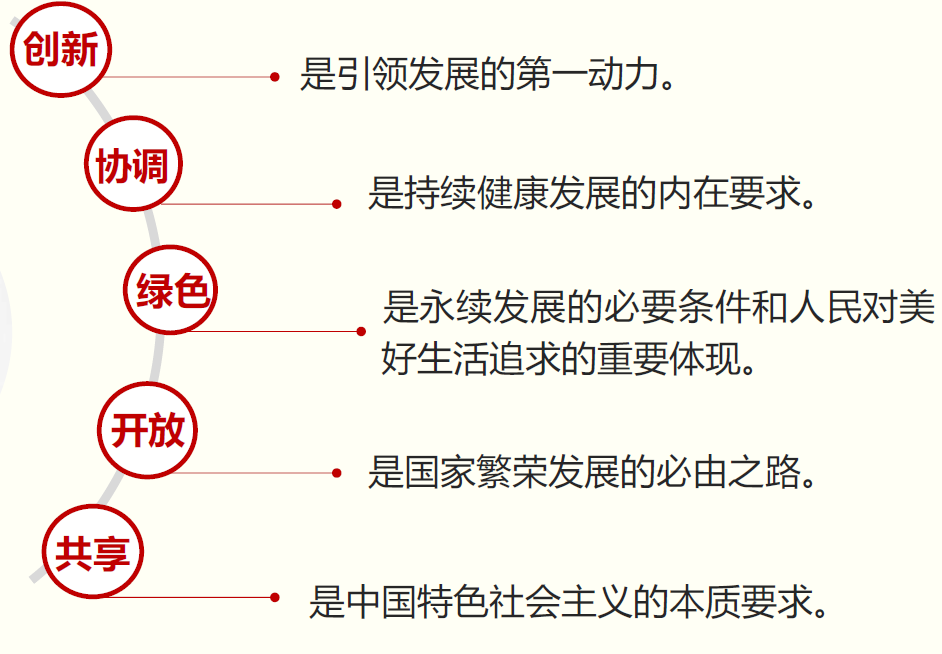 创新
是引领发展的第一动力。
协调
是持续健康发展的内在要求。
绿色
是永续发展的必要条件和人民对美
好生活追求的重要体现。
开放
是国家繁荣发展的必由之路。
共享
是中国特色社会主义的本质要求。